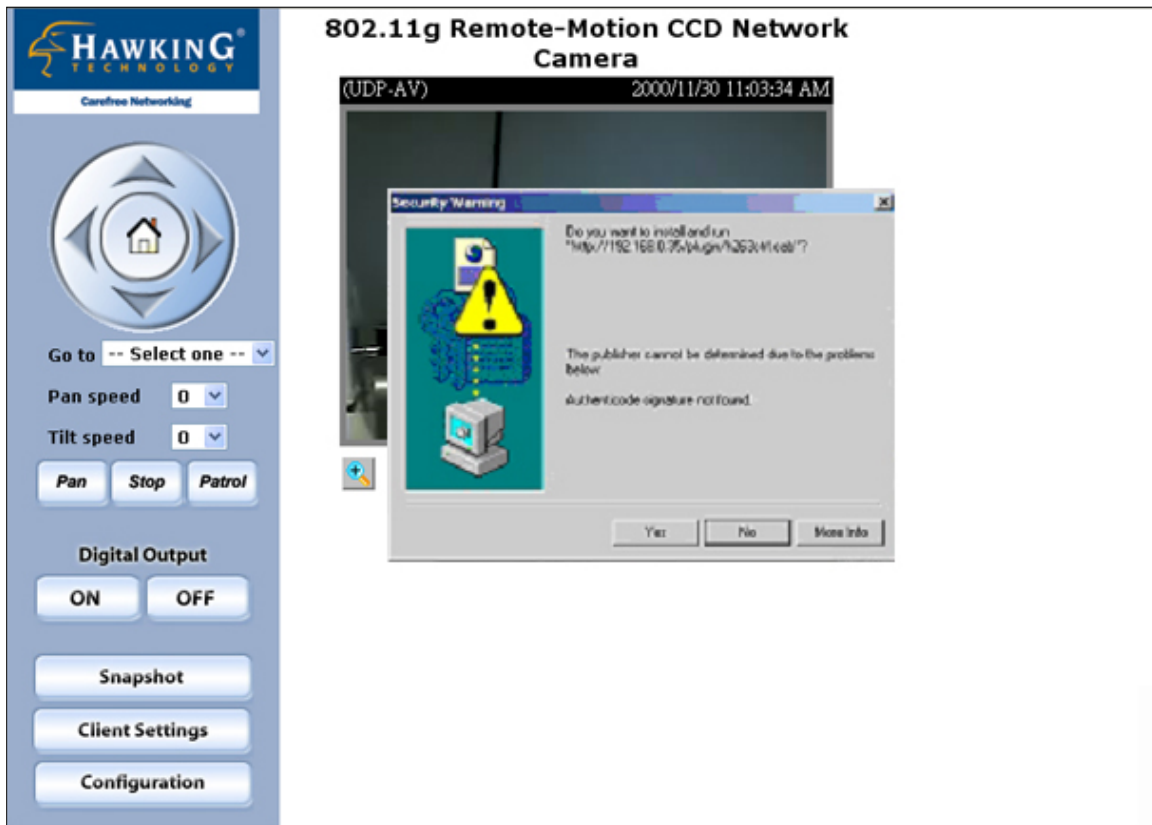 HAWKING®
TECHNOLOGY
Carefree Networking
802.11g Remote-Motion CCD Network
Camera
(UDP-AV) 2000/11/30 11:03:34 AM
Security Warning
Do you want to install and run
The publisher cannot be determined due to the problems
below
Authenticode signature not found.
Yes
No
More Info
Go to -- Select one --
Pan speed 0
Tilt speed 0
Pan
Stop
Patrol
Digital Output
ON
OFF
Snapshot
Client Settings
Configuration